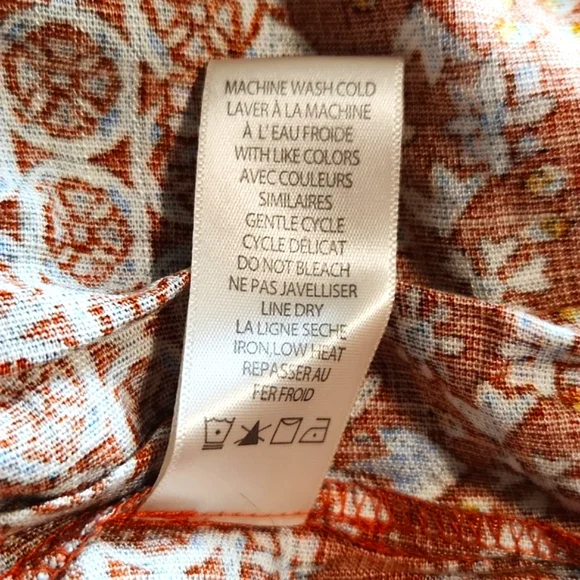 MACHINE WASH COLD
LAVER À LA MACHINE
À L'EAU FROIDE
WITH LIKE COLORS
AVEC COULEURS
SIMILAIRES
GENTLE CYCLE
CYCLE DÉLICAT
DO NOT BLEACH
NE PAS JAVELLISER
LINE DRY
LA LIGNE SECHE
IRON,LOW HEAT
REPASSER AU
FER FROID